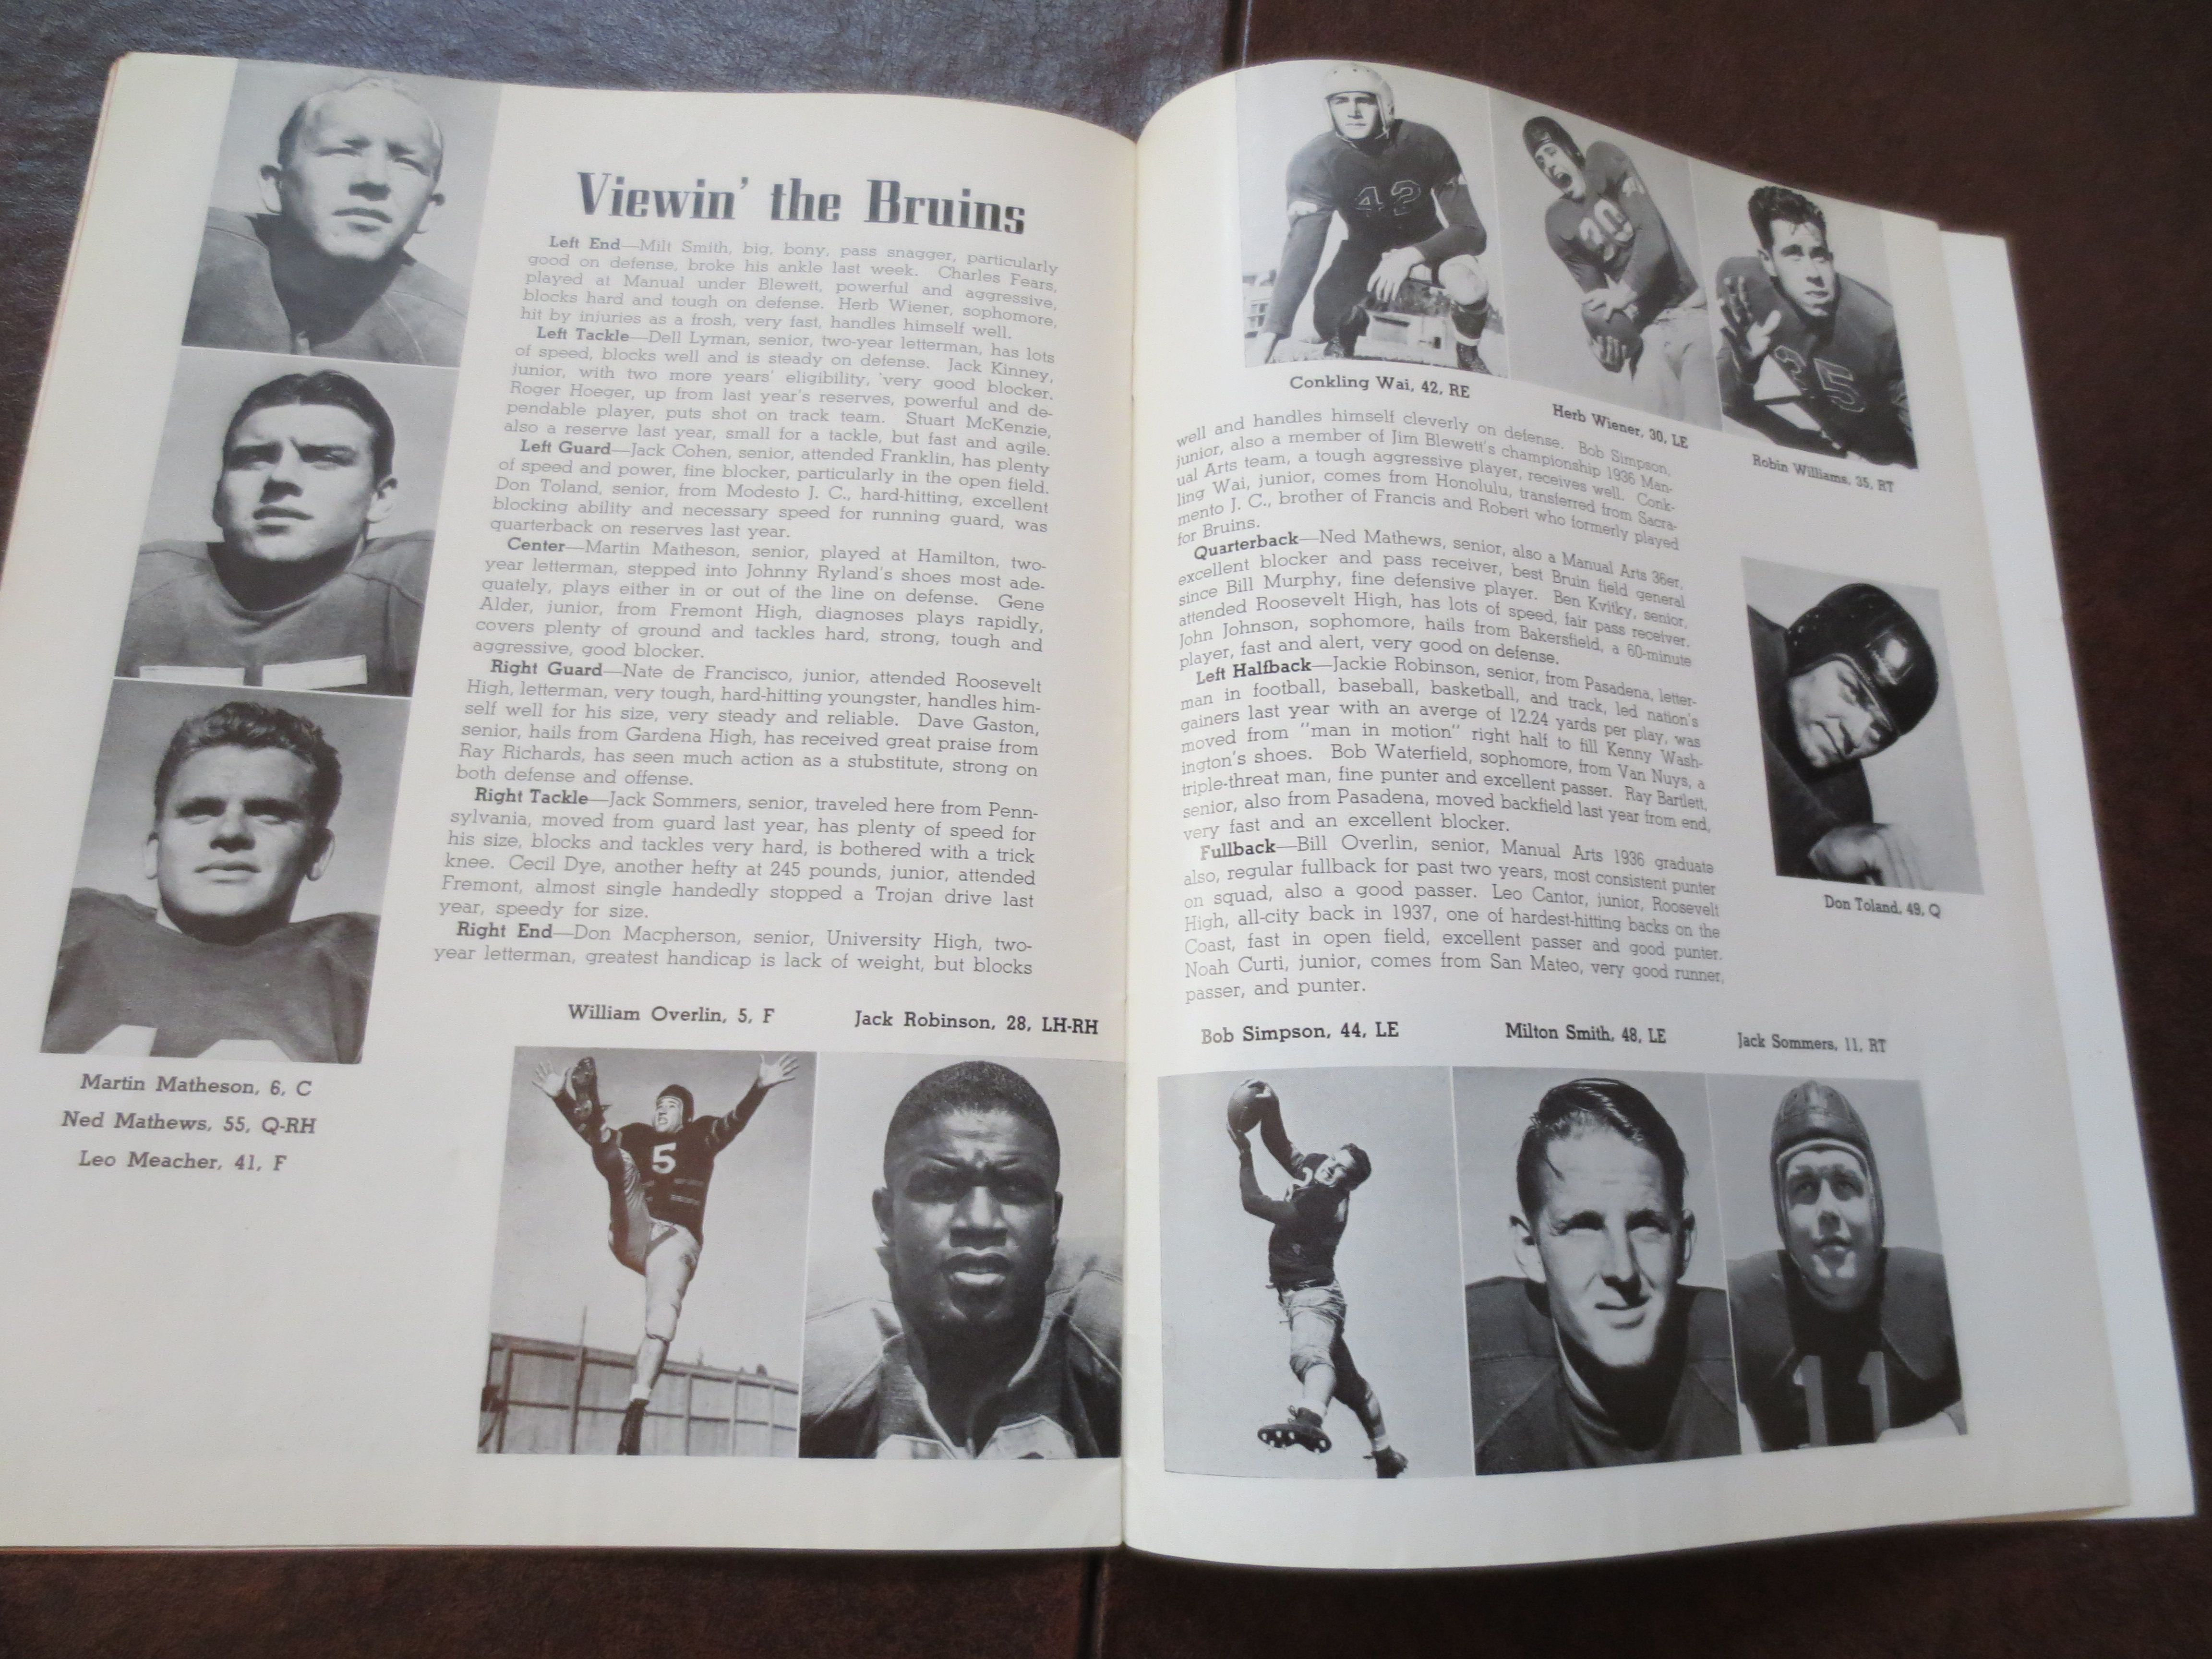 Viewin' the Bruins
Left End—Milt Smith, big, bony, pass snagger, particularly
good on defense, broke his ankle last week. Charles Fears,
played at Manual under Blewett, powerful and aggressive,
blocks hard and tough on defense. Herb Wiener, sophomore,
hit by injuries as a frosh, very fast, handles himself well.
Left Tackle—Dell Lyman, senior, two-year letterman, has lots
of speed, blocks well and is steady on defense. Jack Kinney,
junior, with two more years' eligibility, 'very good blocker.
Roger Hoeger, up from last year's reserves, powerful and de-
pendable player, puts shot on track team. Stuart McKenzie,
also a reserve last year, small for a tackle, but fast and agile.
Left Guard—Jack Cohen, senior, attended Franklin, has plenty
of speed and power, fine blocker, particularly in the open field.
Don Toland, senior, from Modesto J. C., hard-hitting, excellent
blocking ability and necessary speed for running guard, was
quarterback on reserves last year.
Center—Martin Matheson, senior, played at Hamilton, two-
year letterman, stepped into Johnny Ryland's shoes most ade-
quately, plays either in or out of the line on defense. Gene
Alder, junior, from Fremont High, diagnoses plays rapidly,
covers plenty of ground and tackles hard, strong, tough and
aggressive, good blocker.
Right Guard—Nate de Francisco, junior, attended Roosevelt
High, letterman, very tough, hard-hitting youngster, handles him-
self well for his size, very steady and reliable. Dave Gaston,
senior, hails from Gardena High, has received great praise from
Ray Richards, has seen much action as a stubstitute, strong on
both defense and offense.
Right Tackle—Jack Sommers, senior, traveled here from Penn-
sylvania, moved from guard last year, has plenty of speed for
his size, blocks and tackles very hard, is bothered with a trick
knee. Cecil Dye, another hefty at 245 pounds, junior, attended
Fremont, almost single handedly stopped a Trojan drive last
year, speedy for size.
Right End—Don Macpherson, senior, University High, two-
year letterman, greatest handicap is lack of weight, but blocks
William Overlin, 5, F
Jack Robinson, 28, LH-RH
Martin Matheson, 6, C
Ned Mathews, 55, Q-RH
Leo Meacher, 41, F
5
42
30
35
Conkling Wai, 42, RE
Herb Wiener, 30, LE
Robin Williams, 35, RT
well and handles himself cleverly on defense. Bob Simpson,
junior, also a member of Jim Blewett's championship 1936 Man-
ual Arts team, a tough aggressive player, receives well. Conk-
ling Wai, junior, comes from Honolulu, transferred from Sacra-
mento J. C., brother of Francis and Robert who formerly played
for Bruins.
Quarterback—Ned Mathews, senior, also a Manual Arts 36er,
excellent blocker and pass receiver, best Bruin field general
since Bill Murphy, fine defensive player. Ben Kvitky, senior,
attended Roosevelt High, has lots of speed, fair pass receiver.
John Johnson, sophomore, hails from Bakersfield, a 60-minute
player, fast and alert, very good on defense.
Left Halfback—Jackie Robinson, senior, from Pasadena, letter-
man in football, baseball, basketball, and track, led nation's
gainers last year with an averge of 12.24 yards per play, was
moved from "man in motion" right half to fill Kenny Wash-
ington's shoes. Bob Waterfield, sophomore, from Van Nuys, a
triple-threat man, fine punter and excellent passer. Ray Bartlett,
senior, also from Pasadena, moved backfield last year from end,
very fast and an excellent blocker.
Fullback—Bill Overlin, senior, Manual Arts 1936 graduate
also, regular fullback for past two years, most consistent punter
on squad, also a good passer. Leo Cantor, junior, Roosevelt
High, all-city back in 1937, one of hardest-hitting backs on the
Coast, fast in open field, excellent passer and good punter.
Noah Curti, junior, comes from San Mateo, very good runner,
passer, and punter.
Don Toland, 49, Q
Bob Simpson, 44, LE
Milton Smith, 48, LE
Jack Sommers, 11, RT
11